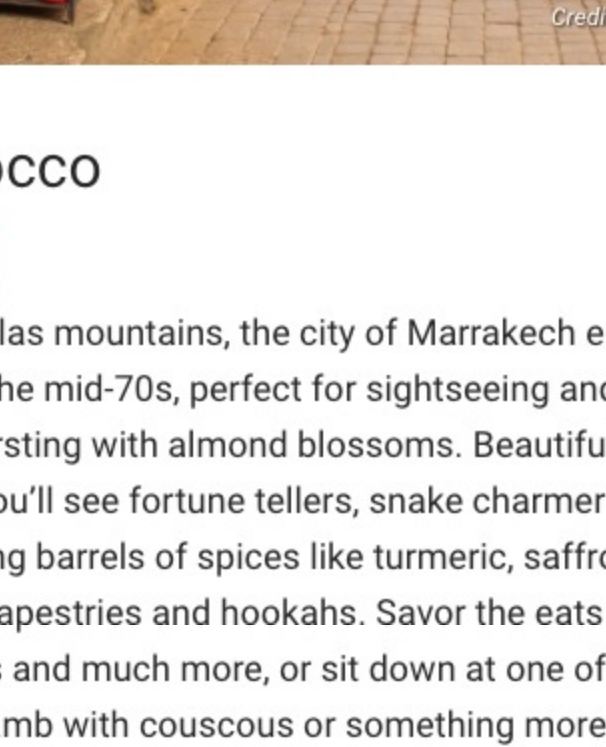 Credi
occo
las mountains, the city of Marrakech e
he mid-70s, perfect for sightseeing and
rsting with almond blossoms. Beautifu
ou'll see fortune tellers, snake charmer
ng barrels of spices like turmeric, saffro
apestries and hookahs. Savor the eats
s and much more, or sit down at one of
amb with couscous or something more